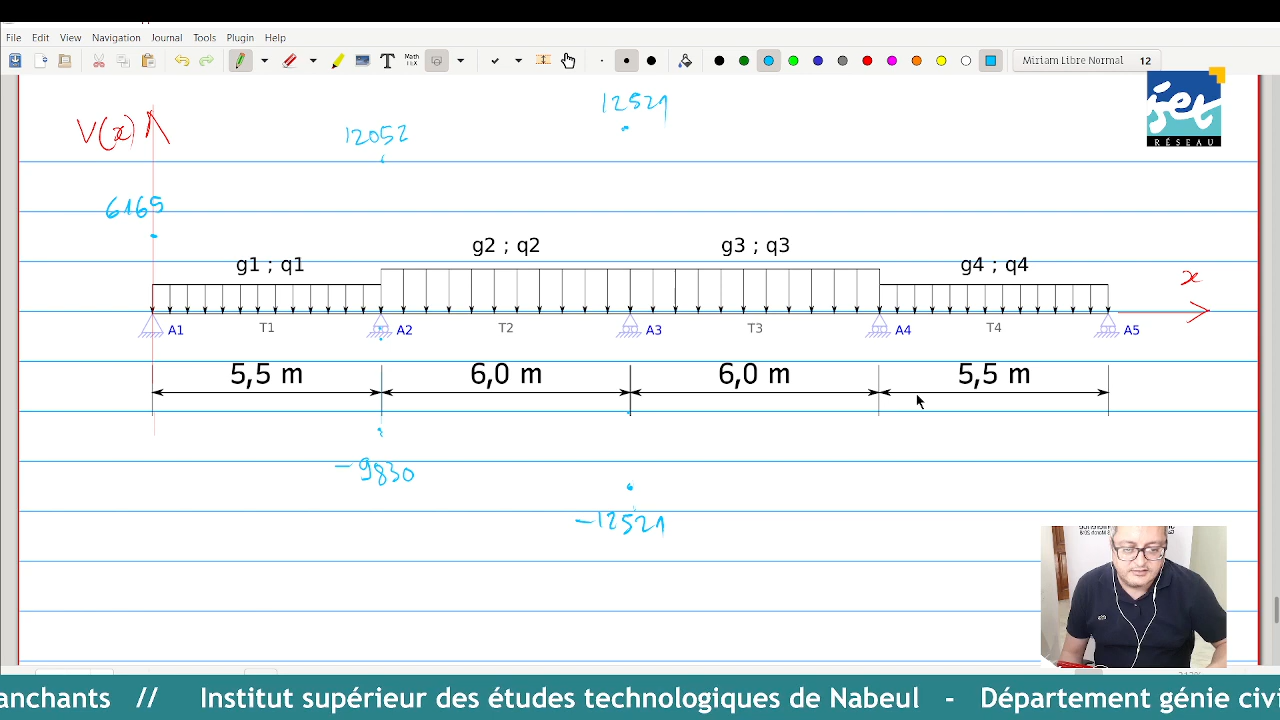 File Edit View Navigation Journal Tools Plugin Help
Miriam Libre Normal 12
iset
RÉSEAU
12521
12052
V(x)
6165
g2 ; q2 g3 ; q3
g1 ; q1 g4 ; q4
x
A1 T1 A2 T2 A3 T3 A4 T4 A5
5,5 m 6,0 m 6,0 m 5,5 m
-9830
-12521
anchants // Institut supérieur des études technologiques de Nabeul - Département génie civi